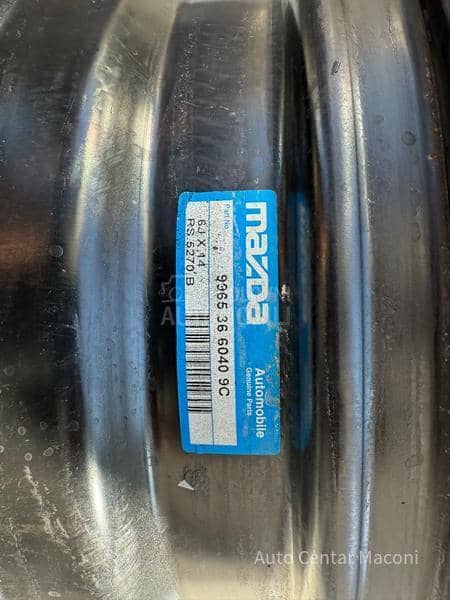 mazda
Automobile
Genuine Parts
Part No.
9965 36 6040 9C
6J X 14
RS 5270 B
Auto Centar Maconi